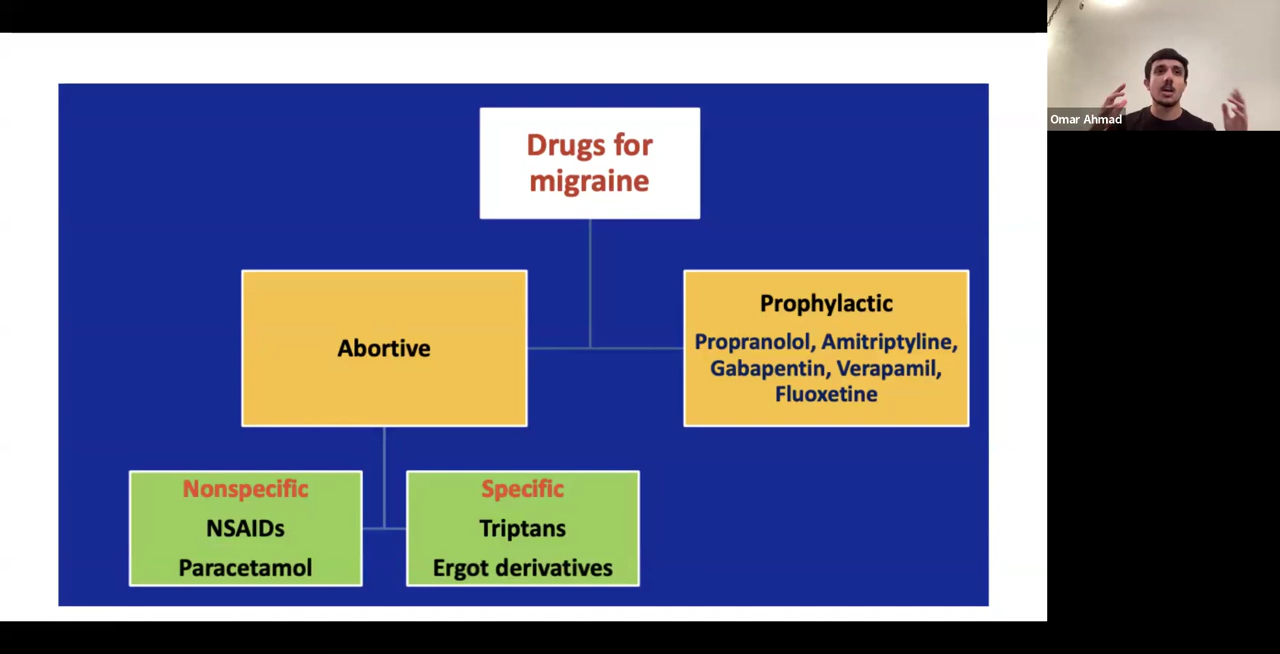 Drugs for
migraine
Abortive
Prophylactic
Propranolol, Amitriptyline,
Gabapentin, Verapamil,
Fluoxetine
Nonspecific
NSAIDs
Paracetamol
Specific
Triptans
Ergot derivatives
Omar Ahmad